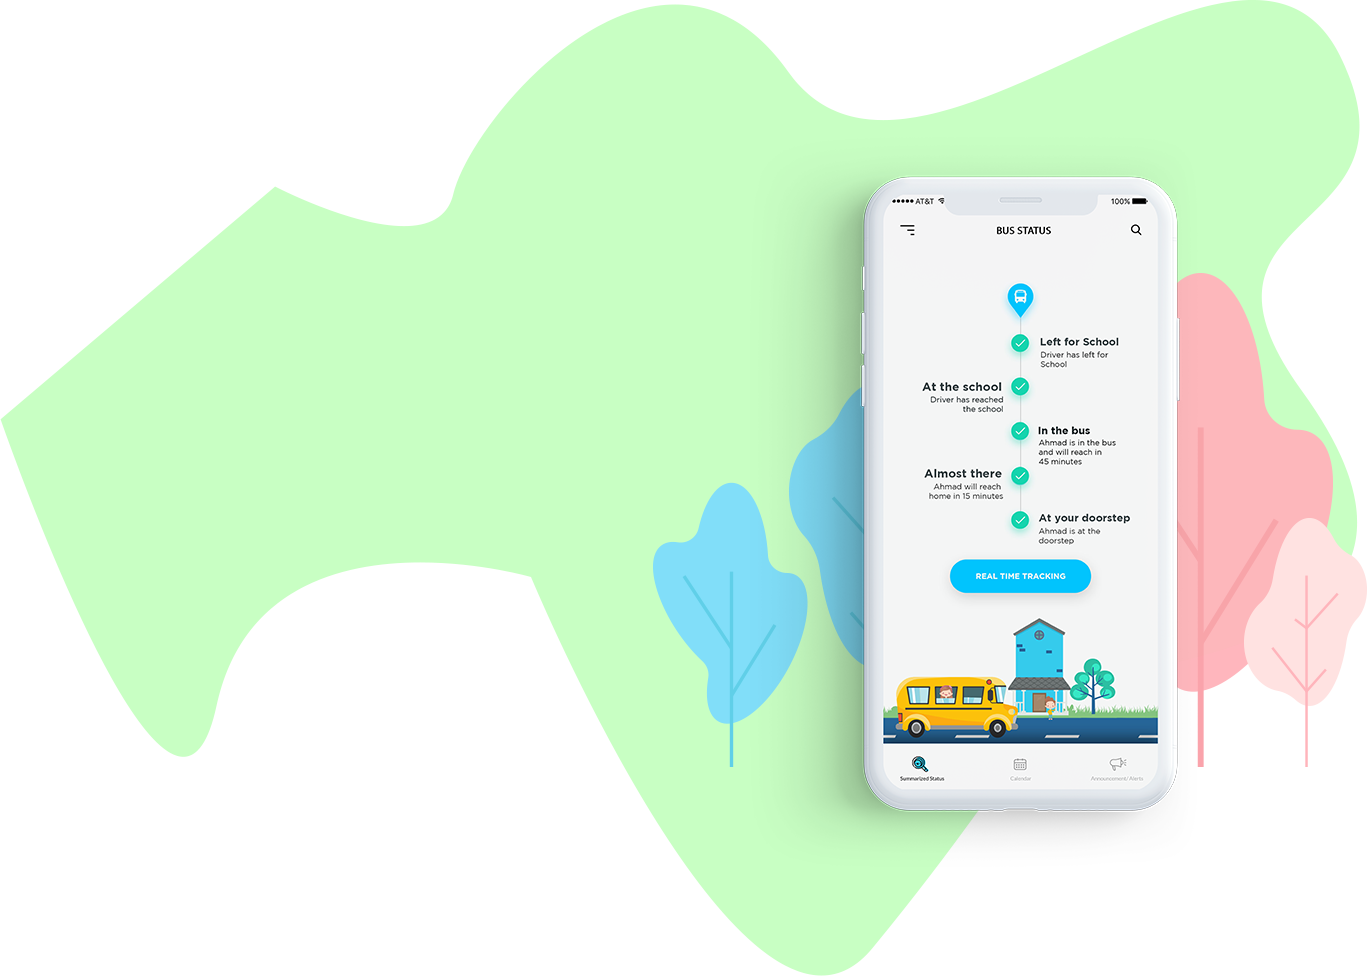 AT&T
100%
BUS STATUS
Left for School
Driver has left for
School
At the school
Driver has reached
the school
In the bus
Ahmad is in the bus
and will reach in
45 minutes
Almost there
Ahmad will reach
home in 15 minutes
At your doorstep
Ahmad is at the
doorstep
REAL TIME TRACKING
Summarized Status
Calendar
Announcement/ Alerts